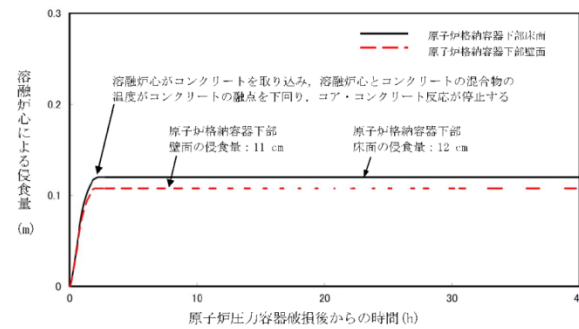 0.3
原子炉格納容器下部床面
原子炉格納容器下部壁面
溶融炉心がコンクリートを取り込み，溶融炉心とコンクリートの混合物の
温度がコンクリートの融点を下回り，コア・コンクリート反応が停止する
0.2
原子炉格納容器下部
壁面の侵食量：11 cm
原子炉格納容器下部
床面の侵食量：12 cm
0.1
0.0
0
10
20
30
40
溶融炉心による侵食量
(m)
原子炉圧力容器破損後からの時間(h)